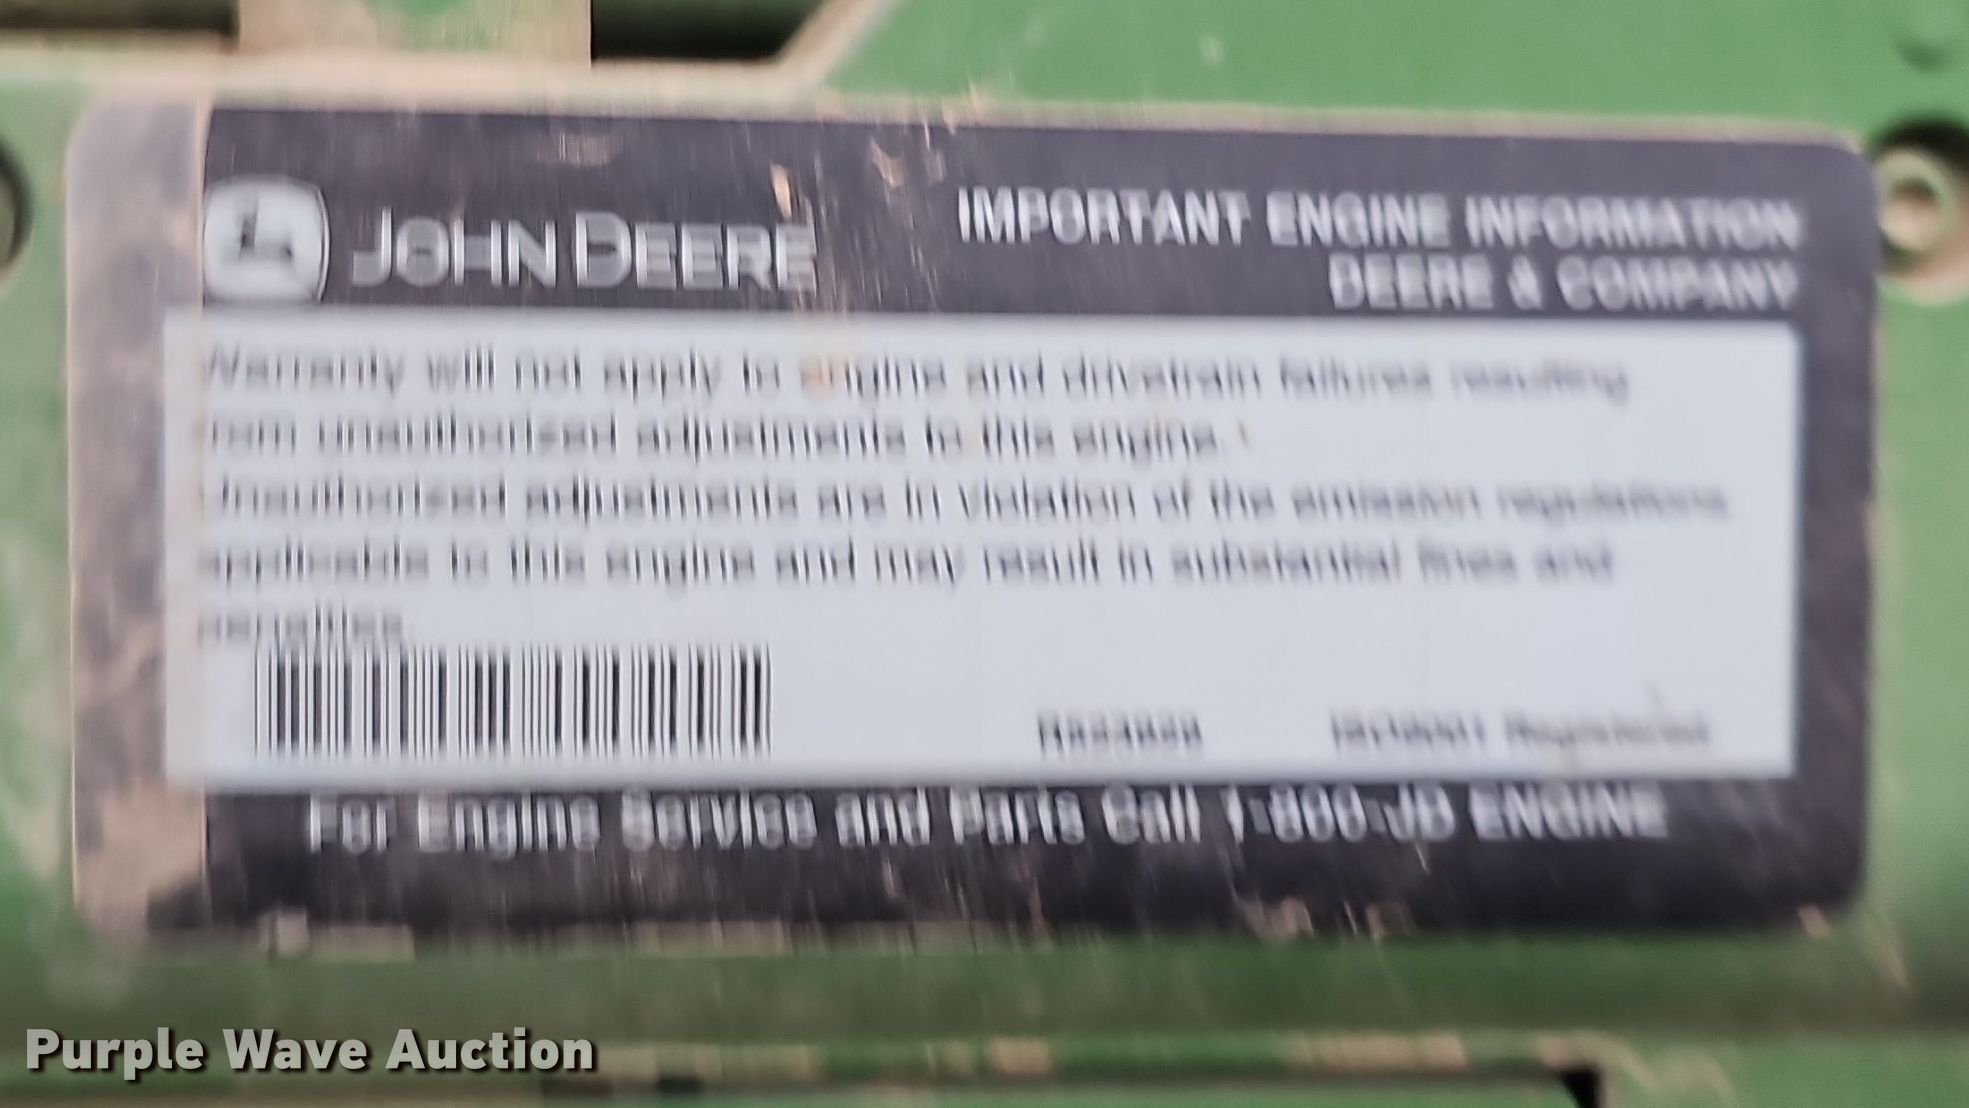 JOHN DEERE
IMPORTANT ENGINE INFORMATION
DEERE & COMPANY
Warranty will not apply to engine and drivetrain failures resulting
from unauthorized adjustments to this engine.
Unauthorized adjustments are in violation of the emission regulations
applicable to this engine and may result in substantial fines and
penalties.
Registered
For Engine Service and Parts Call 1-800-JD ENGINE
Purple Wave Auction